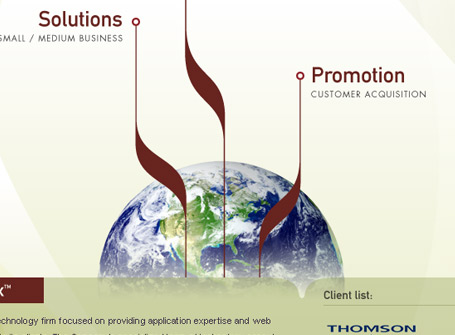 Solutions
SMALL / MEDIUM BUSINESS
Promotion
CUSTOMER ACQUISITION
x™
Client list:
technology firm focused on providing application expertise and web
THOMSON